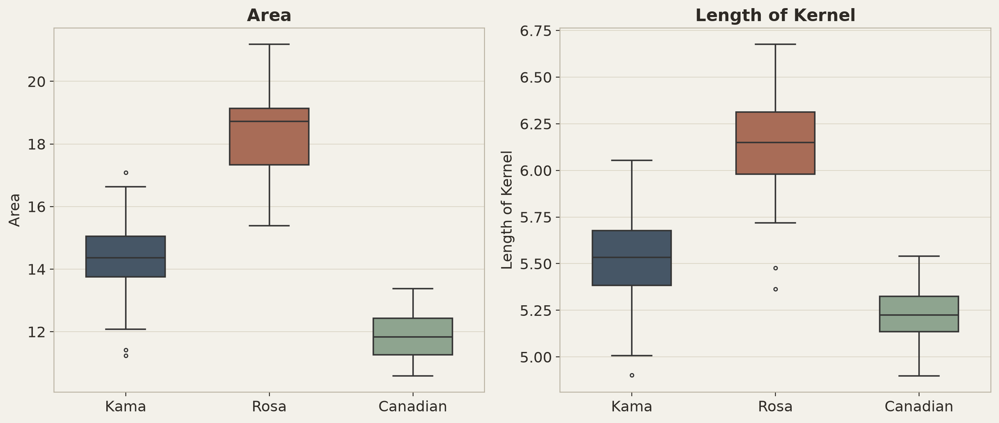 Area
Area
20
18
16
14
12
Kama
Rosa
Canadian
Length of Kernel
Length of Kernel
6.75
6.50
6.25
6.00
5.75
5.50
5.25
5.00
Kama
Rosa
Canadian